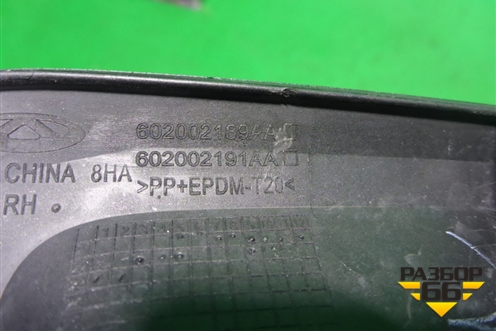 602002189AA
602002191AA
CHINA 8HA
>PP+EPDM-T20<
RH
РАЗБОР
66